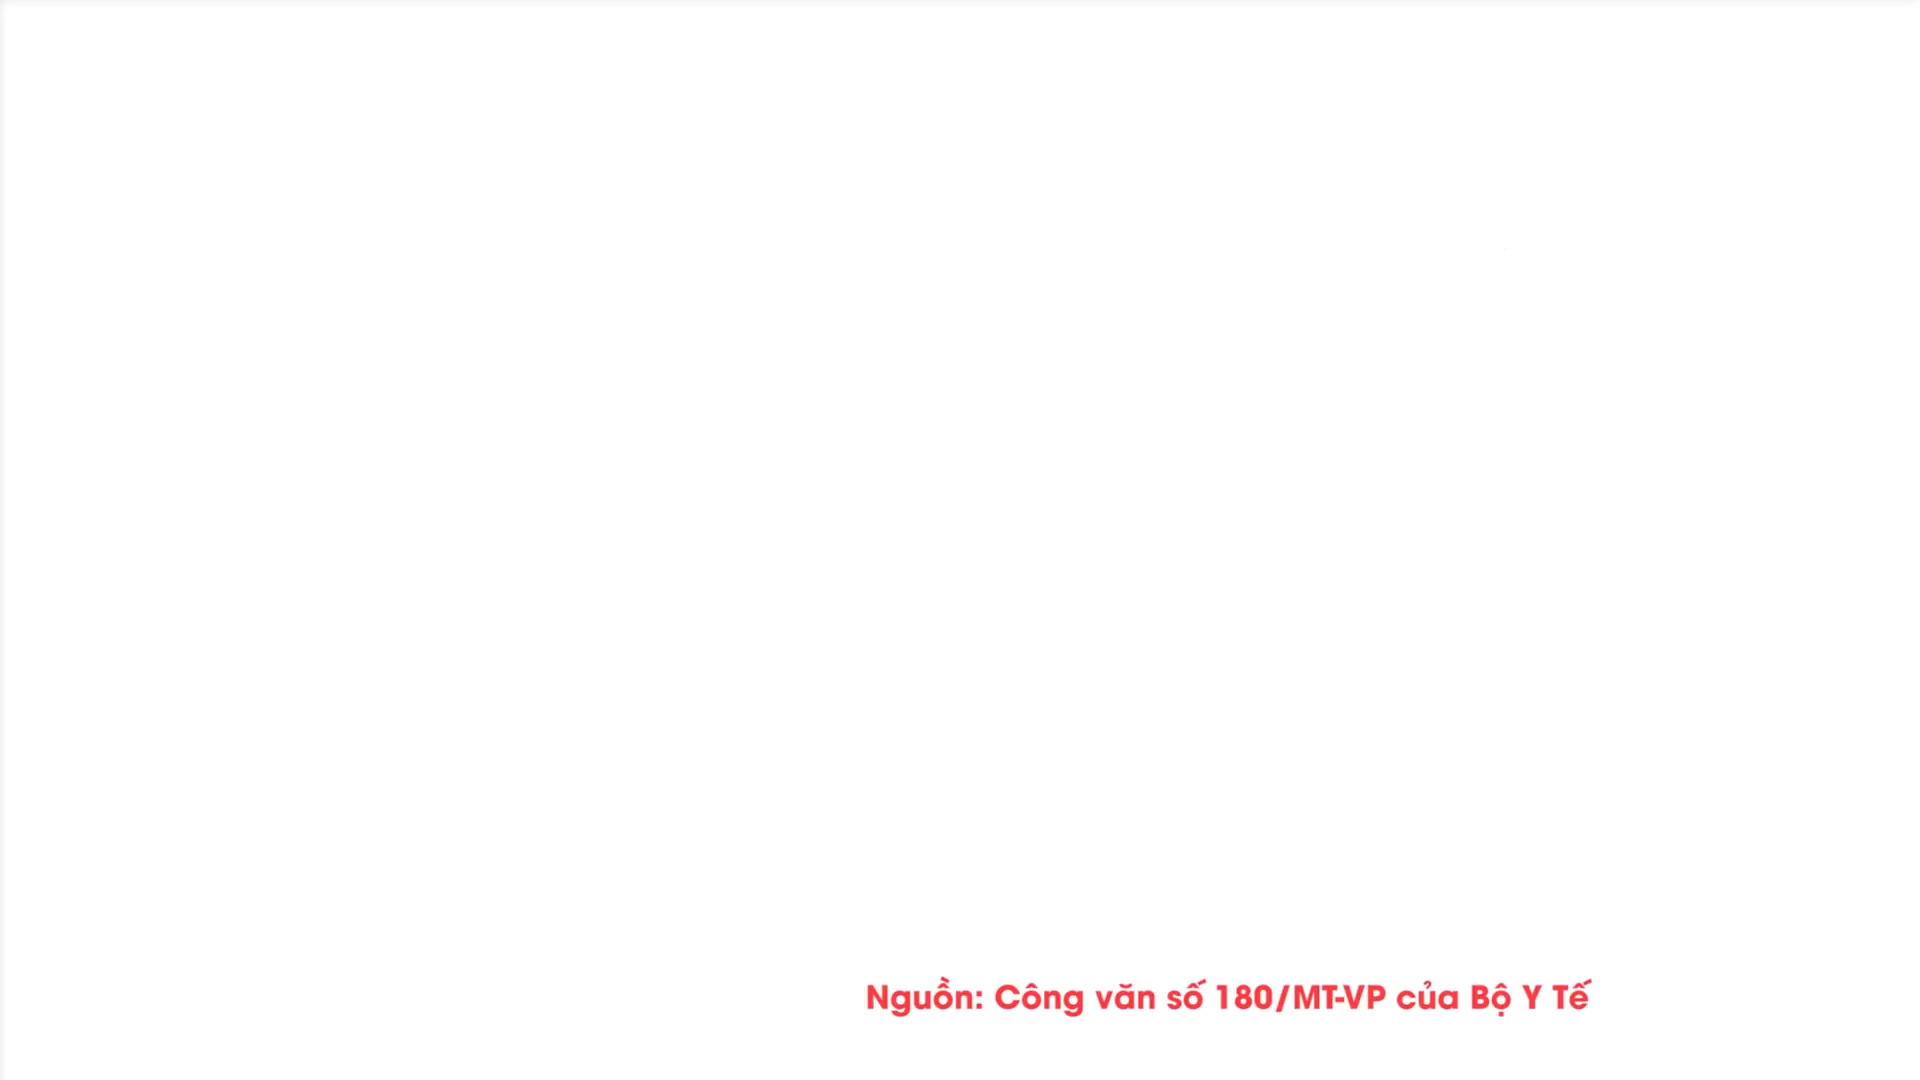 Nguồn: Công văn số 180/MT-VP của Bộ Y Tế